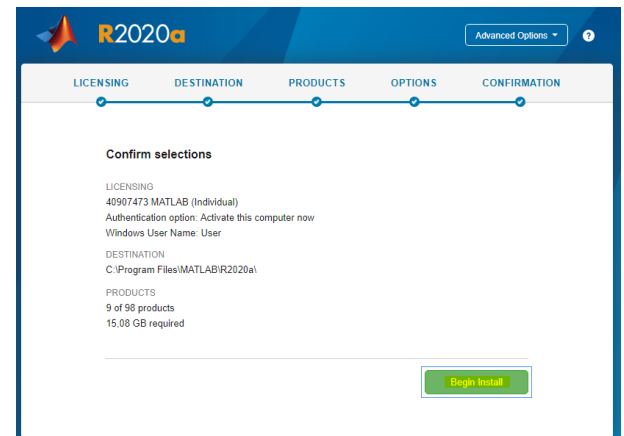 R2020a
Advanced Options
?
LICENSING DESTINATION PRODUCTS OPTIONS CONFIRMATION
Confirm selections
LICENSING
40907473 MATLAB (Individual)
Authentication option: Activate this computer now
Windows User Name: User
DESTINATION
C:\Program Files\MATLAB\R2020a\
PRODUCTS
9 of 98 products
15,08 GB required
Begin Install